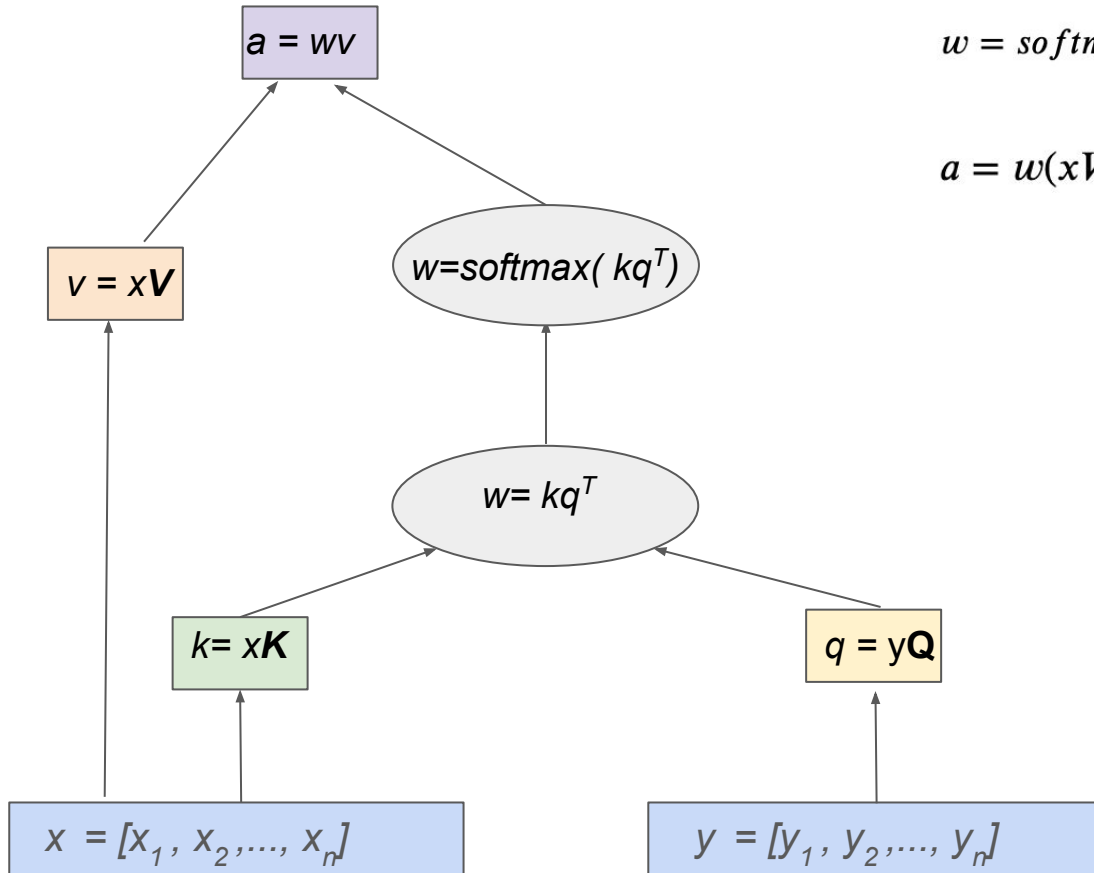 a = wv
w = softm
a = w(xV
v = xV
w=softmax( kqᵀ)
w= kqᵀ
k= xK
q = yQ
x = [x₁ , x₂ ,..., xₙ]
y = [y₁ , y₂ ,..., yₙ]